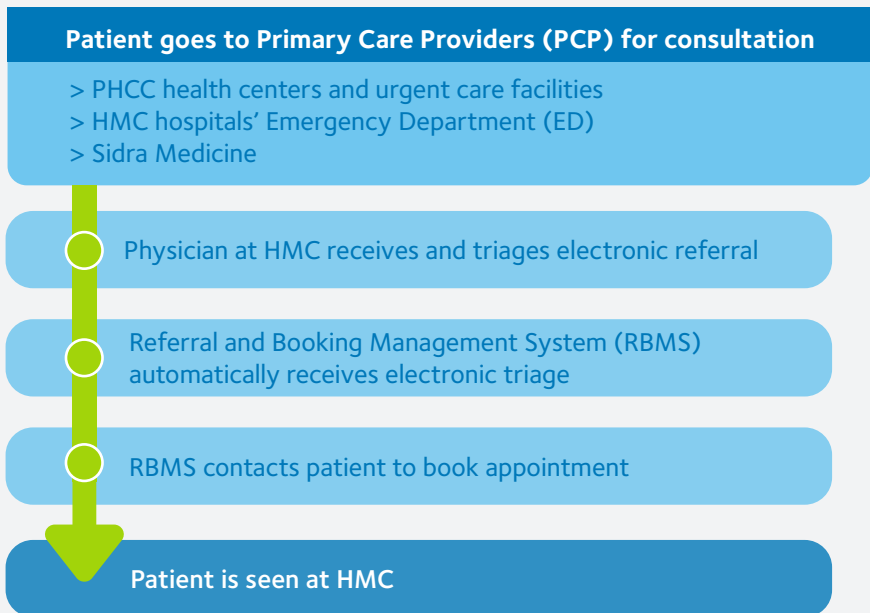 Patient goes to Primary Care Providers (PCP) for consultation
> PHCC health centers and urgent care facilities
> HMC hospitals’ Emergency Department (ED)
> Sidra Medicine
Physician at HMC receives and triages electronic referral
Referral and Booking Management System (RBMS)
automatically receives electronic triage
RBMS contacts patient to book appointment
Patient is seen at HMC